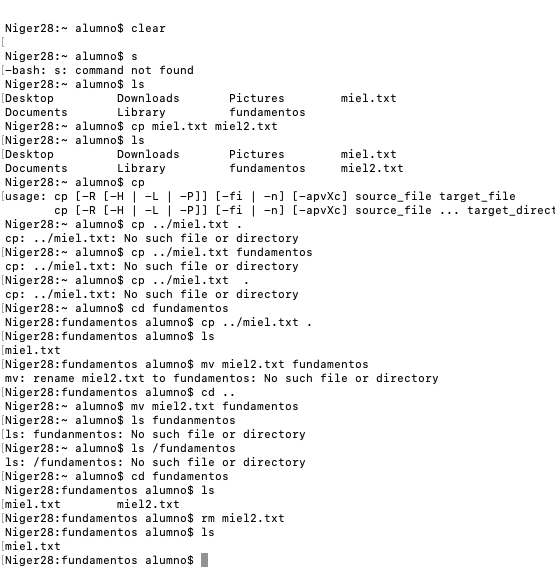 Niger28:~ alumno$ clear
[
Niger28:~ alumno$ s
[-bash: s: command not found
Niger28:~ alumno$ ls
[Desktop Downloads Pictures miel.txt
Documents Library fundamentos
[Niger28:~ alumno$ cp miel.txt miel2.txt
Niger28:~ alumno$ ls
[Desktop Downloads Pictures miel.txt
Documents Library fundamentos miel2.txt
Niger28:~ alumno$ cp
[usage: cp [-R [-H | -L | -P]] [-fi | -n] [-apvXc] source_file target_file
cp [-R [-H | -L | -P]] [-fi | -n] [-apvXc] source_file ... target_direct
Niger28:~ alumno$ cp ../miel.txt .
cp: ../miel.txt: No such file or directory
[Niger28:~ alumno$ cp ../miel.txt fundamentos
cp: ../miel.txt: No such file or directory
[Niger28:~ alumno$ cp ../miel.txt  .
cp: ../miel.txt: No such file or directory
[Niger28:~ alumno$ cd fundamentos
[Niger28:fundamentos alumno$ cp ../miel.txt .
Niger28:fundamentos alumno$ ls
[miel.txt
[Niger28:fundamentos alumno$ mv miel2.txt fundamentos
mv: rename miel2.txt to fundamentos: No such file or directory
[Niger28:fundamentos alumno$ cd ..
[Niger28:~ alumno$ mv miel2.txt fundamentos
Niger28:~ alumno$ ls fundanmentos
[ls: fundanmentos: No such file or directory
[Niger28:~ alumno$ ls /fundamentos
ls: /fundamentos: No such file or directory
[Niger28:~ alumno$ cd fundamentos
Niger28:fundamentos alumno$ ls
[miel.txt miel2.txt
[Niger28:fundamentos alumno$ rm miel2.txt
Niger28:fundamentos alumno$ ls
[miel.txt
[Niger28:fundamentos alumno$